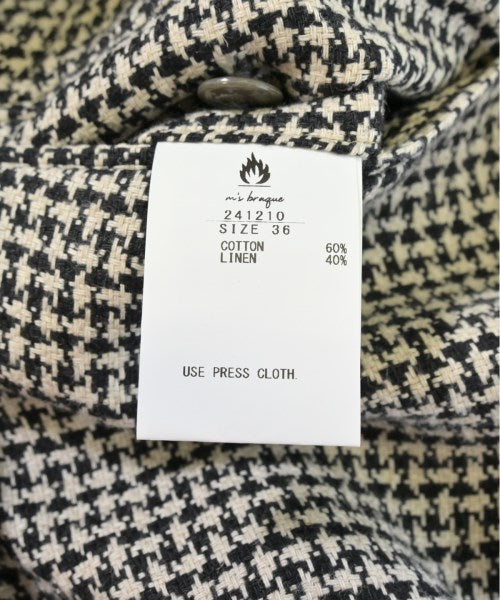 m's braque
241210
SIZE 36
COTTON 60%
LINEN 40%
USE PRESS CLOTH.